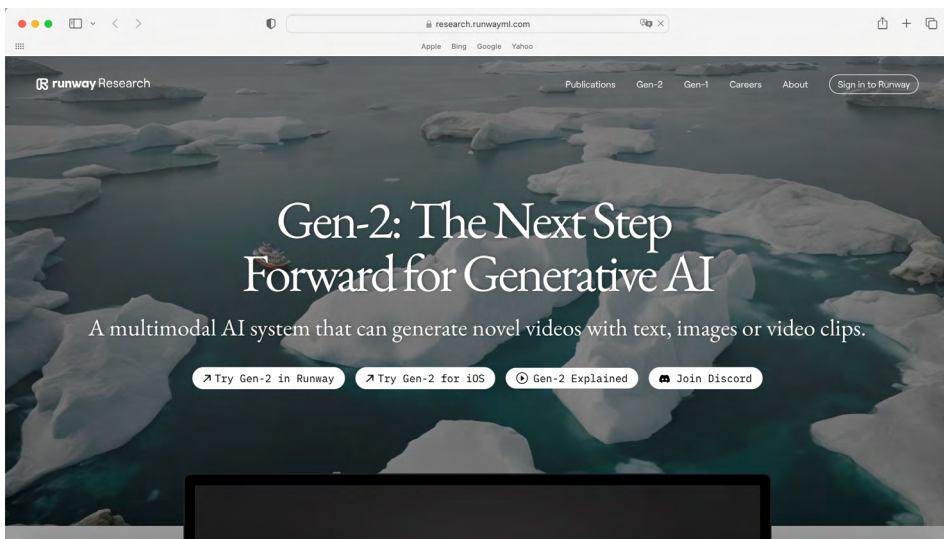 research.runwayml.com
Apple Bing Google Yahoo
runway Research
Publications Gen-2 Gen-1 Careers About Sign in to Runway
Gen-2: The Next Step
Forward for Generative AI
A multimodal AI system that can generate novel videos with text, images or video clips.
Try Gen-2 in Runway Try Gen-2 for iOS Gen-2 Explained Join Discord